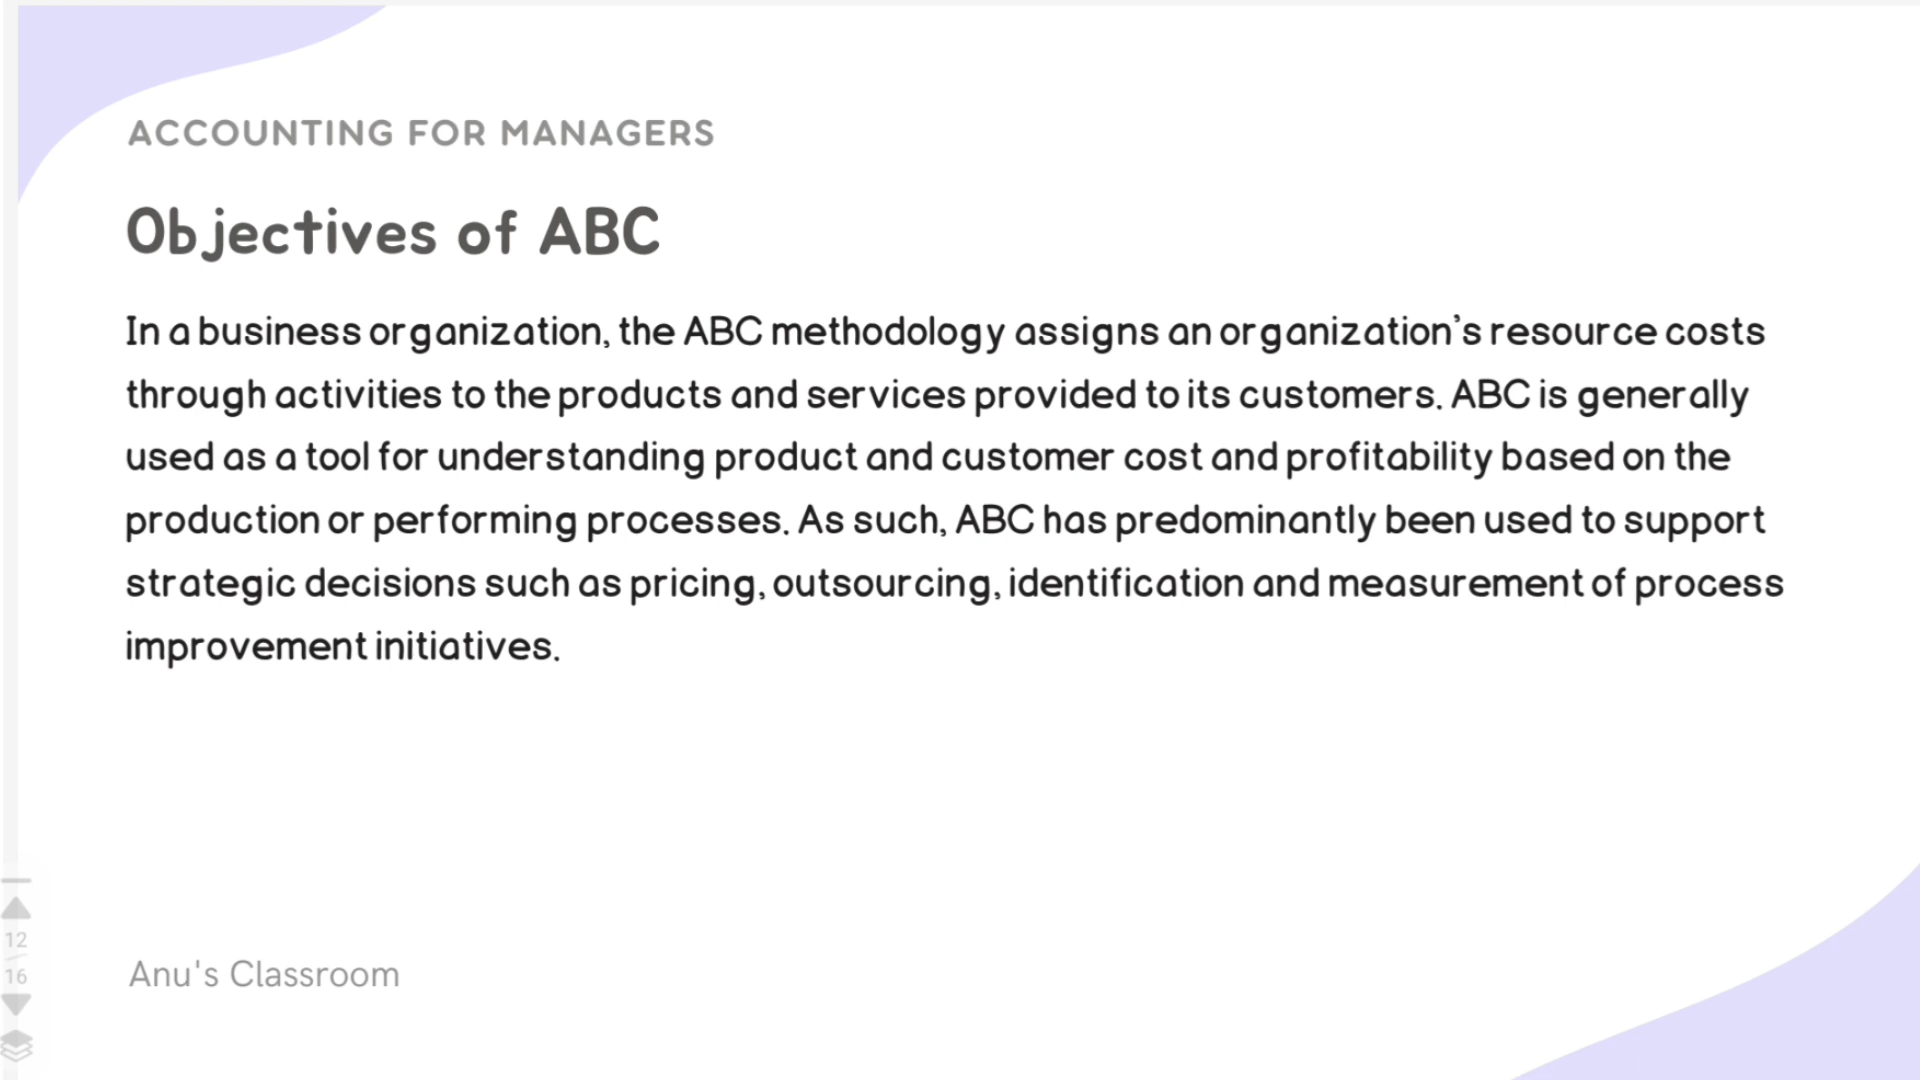 ACCOUNTING FOR MANAGERS
Objectives of ABC
In a business organization, the ABC methodology assigns an organization's resource costs
through activities to the products and services provided to its customers. ABC is generally
used as a tool for understanding product and customer cost and profitability based on the
production or performing processes. As such, ABC has predominantly been used to support
strategic decisions such as pricing, outsourcing, identification and measurement of process
improvement initiatives.
12
/
16
Anu's Classroom